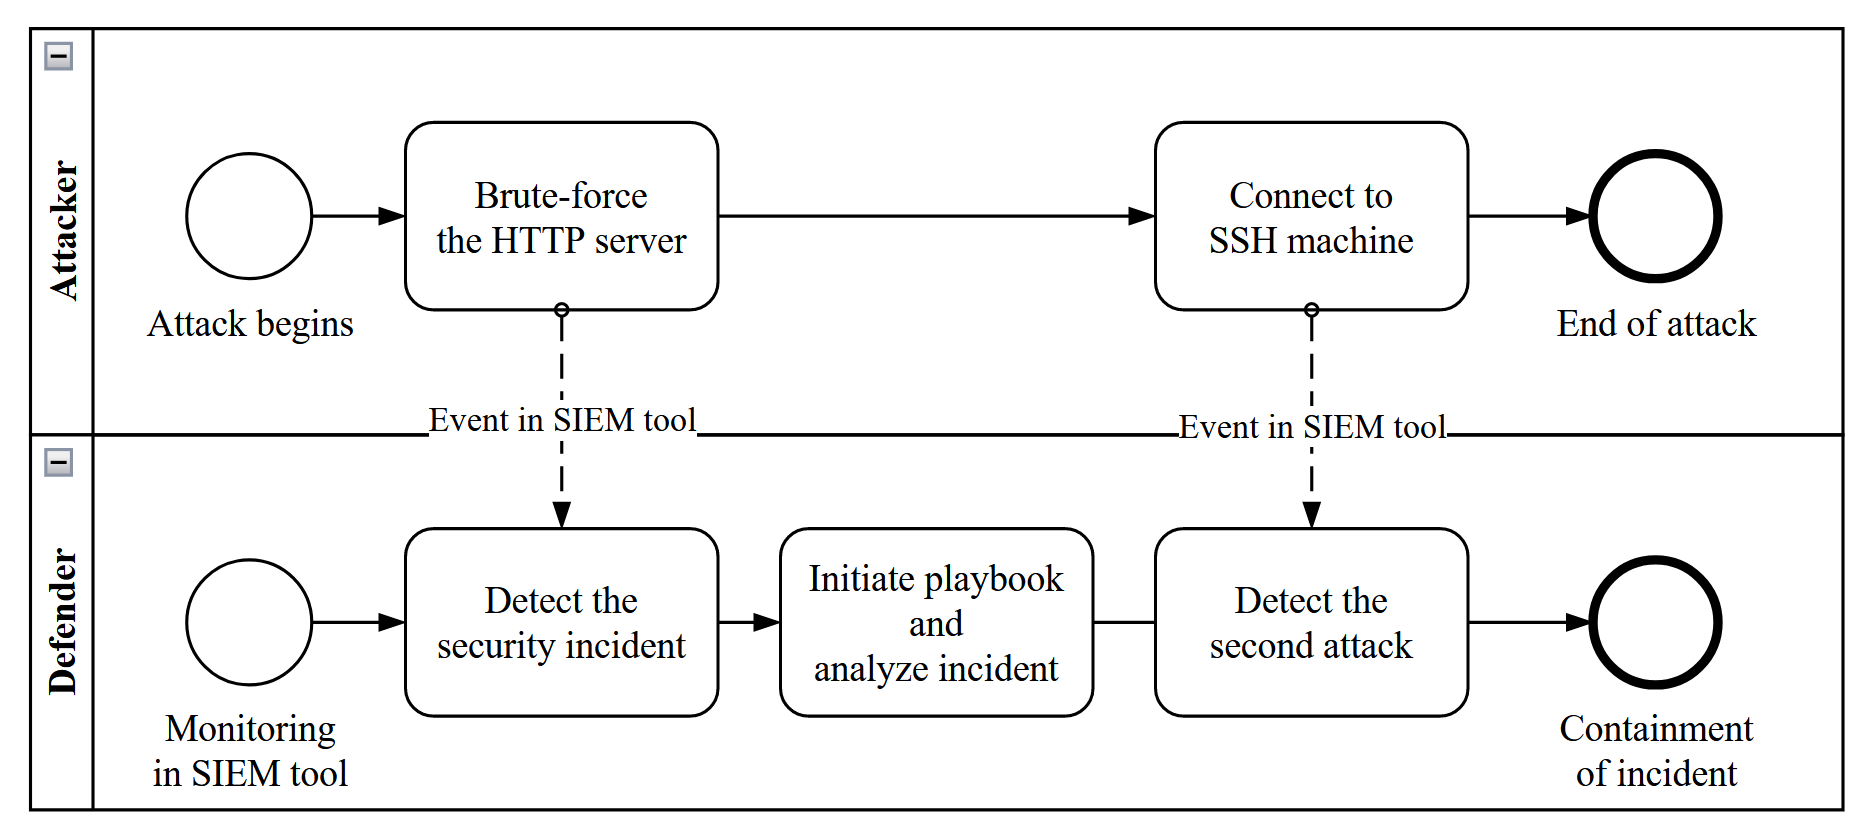 Attacker
Brute-force
the HTTP server
Connect to
SSH machine
Attack begins
End of attack
Event in SIEM tool
Event in SIEM tool
Defender
Detect the
security incident
Initiate playbook
and
analyze incident
Detect the
second attack
Monitoring
in SIEM tool
Containment
of incident